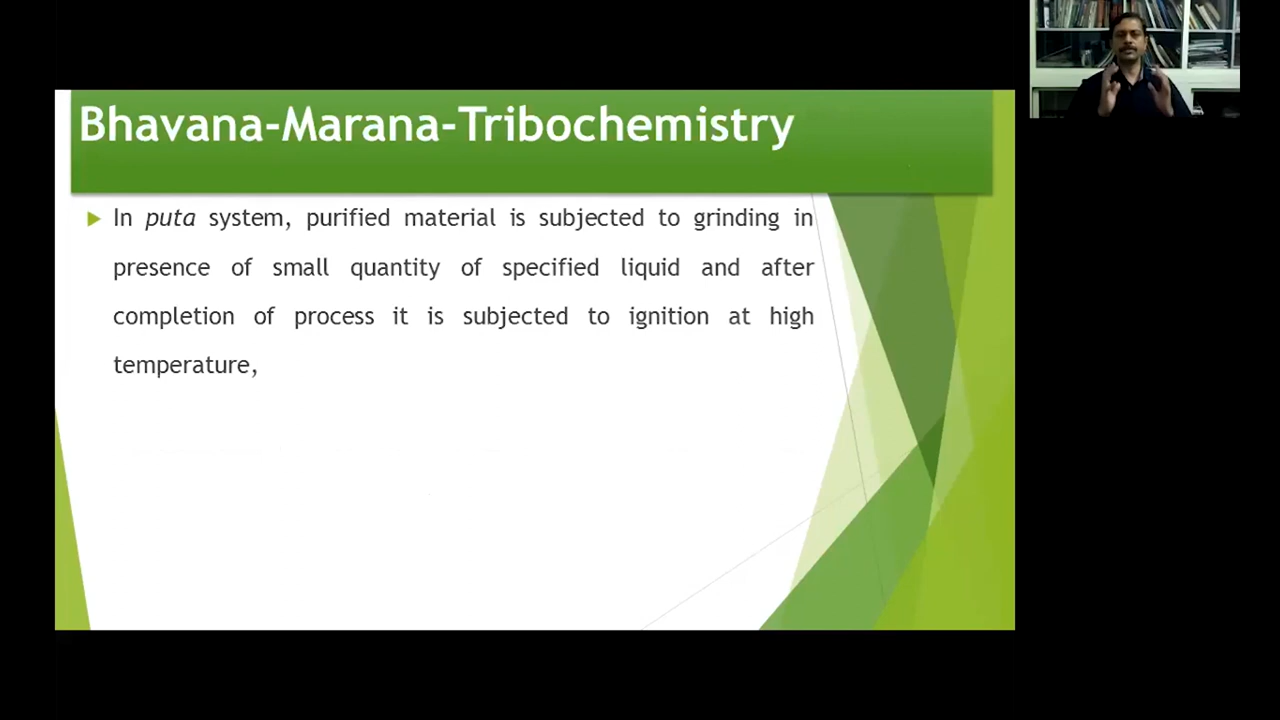 Bhavana-Marana-Tribochemistry
In puta system, purified material is subjected to grinding in
presence of small quantity of specified liquid and after
completion of process it is subjected to ignition at high
temperature,